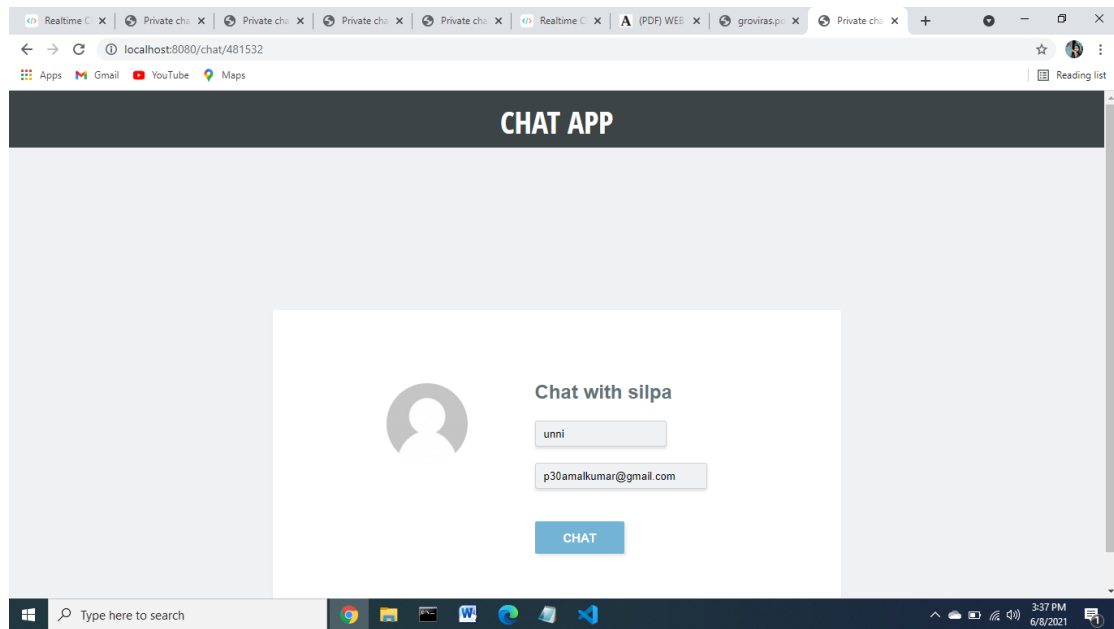 Realtime C Private cha Private cha Private cha Private cha Realtime C (PDF) WEB groviras.pd Private cha
localhost:8080/chat/481532
Apps Gmail YouTube Maps Reading list
CHAT APP
Chat with silpa
unni
p30amalkumar@gmail.com
CHAT
Type here to search
3:37 PM
6/8/2021
1